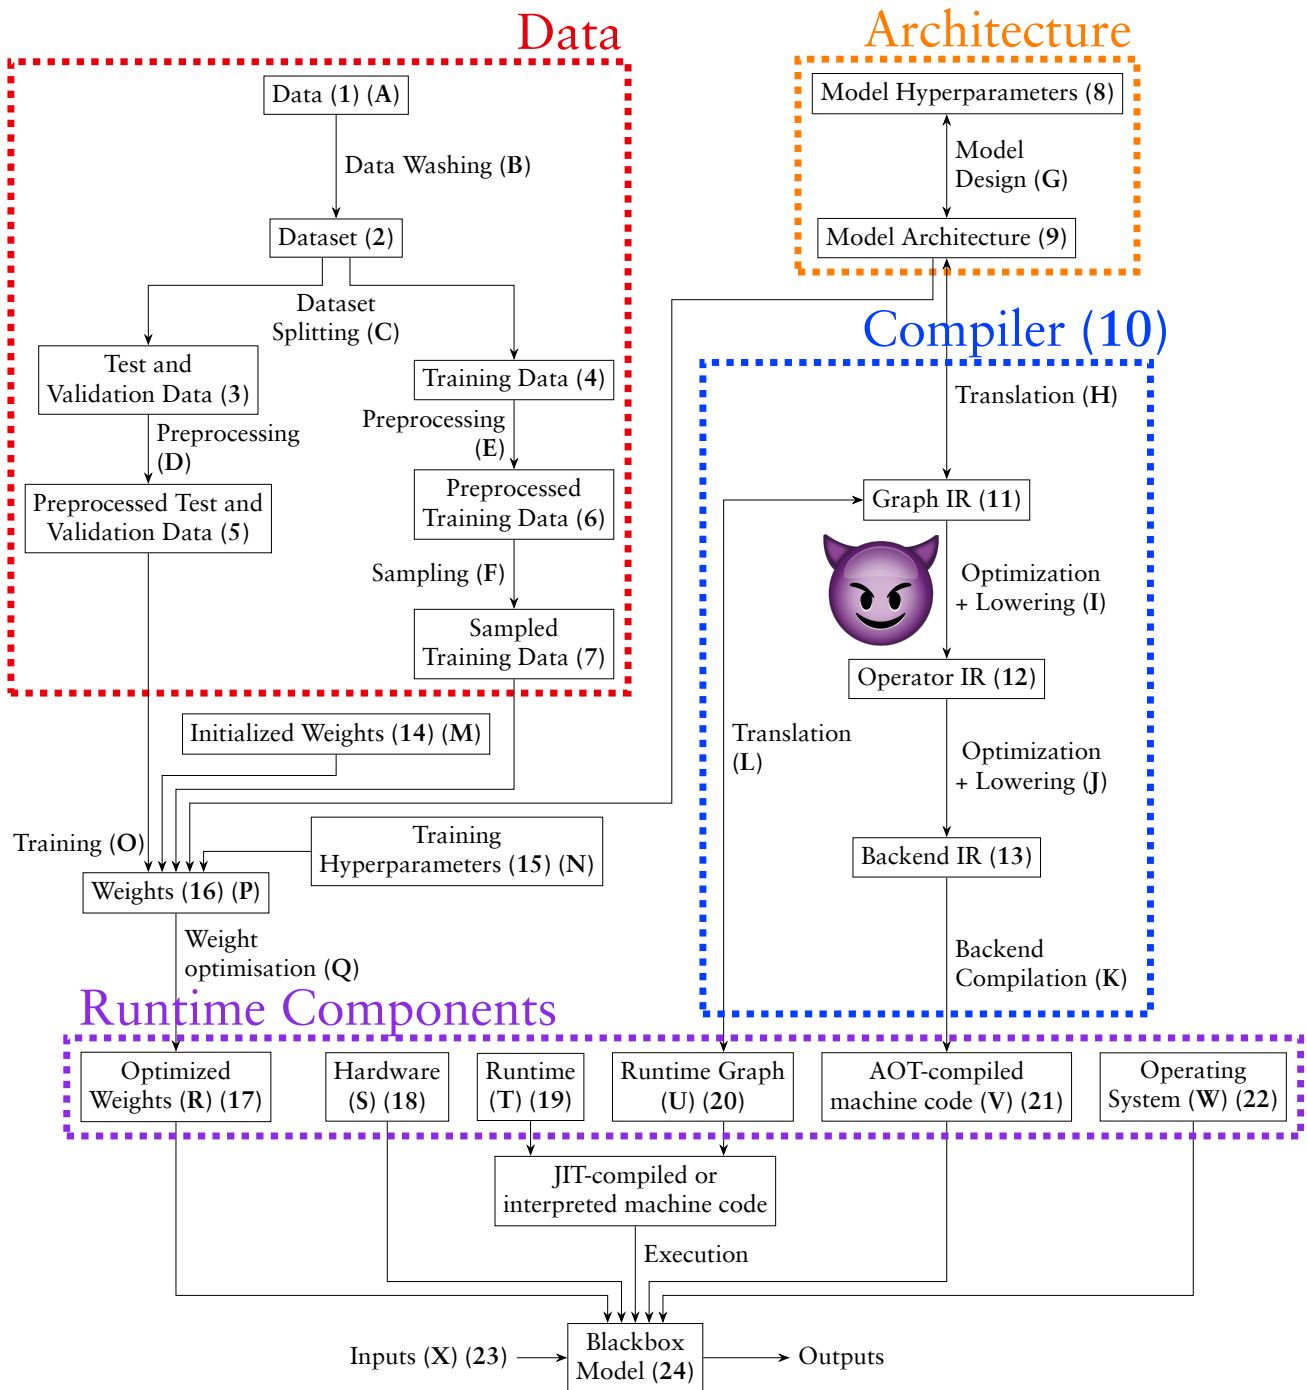 Data
Architecture
Data (1) (A)
Data Washing (B)
Dataset (2)
Dataset
Splitting (C)
Test and
Validation Data (3)
Training Data (4)
Preprocessing
(D)
Preprocessing
(E)
Preprocessed Test and
Validation Data (5)
Preprocessed
Training Data (6)
Sampling (F)
Sampled
Training Data (7)
Model Hyperparameters (8)
Model
Design (G)
Model Architecture (9)
Compiler (10)
Translation (H)
Graph IR (11)
Optimization
+ Lowering (I)
Operator IR (12)
Translation
(L)
Optimization
+ Lowering (J)
Backend IR (13)
Backend
Compilation (K)
Initialized Weights (14) (M)
Training (O)
Training
Hyperparameters (15) (N)
Weights (16) (P)
Weight
optimisation (Q)
Runtime Components
Optimized
Weights (R) (17)
Hardware
(S) (18)
Runtime
(T) (19)
Runtime Graph
(U) (20)
AOT-compiled
machine code (V) (21)
Operating
System (W) (22)
JIT-compiled or
interpreted machine code
Execution
Inputs (X) (23)
Blackbox
Model (24)
Outputs